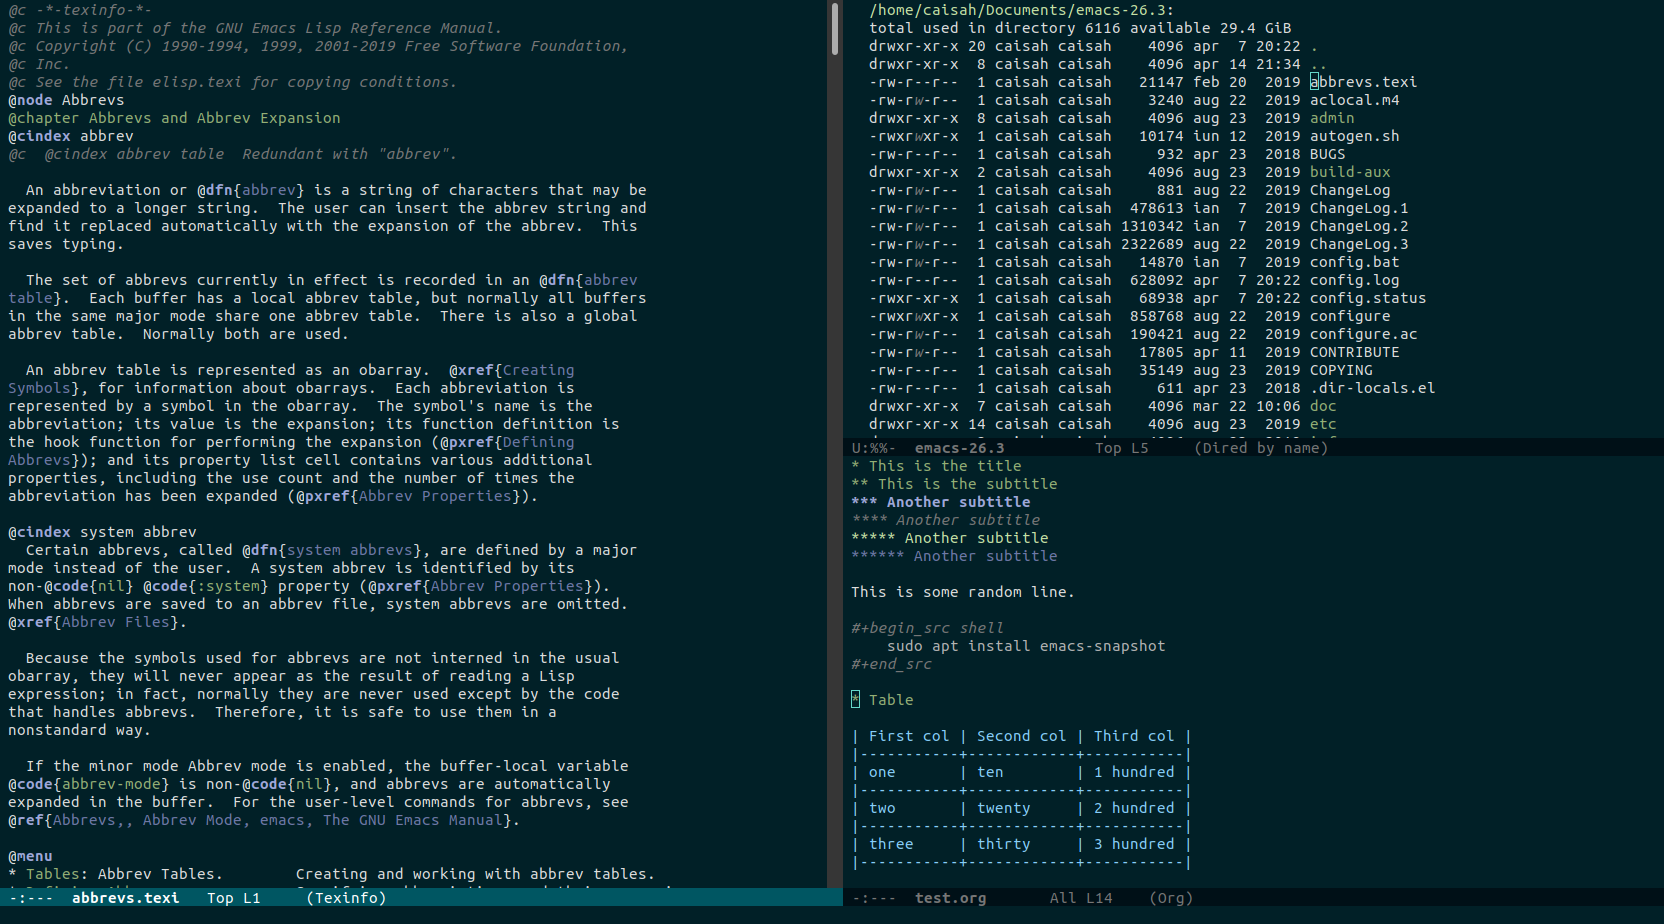 @c -*-texinfo-*-
@c This is part of the GNU Emacs Lisp Reference Manual.
@c Copyright (C) 1990-1994, 1999, 2001-2019 Free Software Foundation,
@c Inc.
@c See the file elisp.texi for copying conditions.
@node Abbrevs
@chapter Abbrevs and Abbrev Expansion
@cindex abbrev
@c  @cindex abbrev table  Redundant with "abbrev".
  An abbreviation or @dfn{abbrev} is a string of characters that may be
expanded to a longer string.  The user can insert the abbrev string and
find it replaced automatically with the expansion of the abbrev.  This
saves typing.
  The set of abbrevs currently in effect is recorded in an @dfn{abbrev
table}.  Each buffer has a local abbrev table, but normally all buffers
in the same major mode share one abbrev table.  There is also a global
abbrev table.  Normally both are used.
  An abbrev table is represented as an obarray.  @xref{Creating
Symbols}, for information about obarrays.  Each abbreviation is
represented by a symbol in the obarray.  The symbol's name is the
abbreviation; its value is the expansion; its function definition is
the hook function for performing the expansion (@pxref{Defining
Abbrevs}); and its property list cell contains various additional
properties, including the use count and the number of times the
abbreviation has been expanded (@pxref{Abbrev Properties}).
@cindex system abbrev
  Certain abbrevs, called @dfn{system abbrevs}, are defined by a major
mode instead of the user.  A system abbrev is identified by its
non-@code{nil} @code{:system} property (@pxref{Abbrev Properties}).
When abbrevs are saved to an abbrev file, system abbrevs are omitted.
@xref{Abbrev Files}.
  Because the symbols used for abbrevs are not interned in the usual
obarray, they will never appear as the result of reading a Lisp
expression; in fact, normally they are never used except by the code
that handles abbrevs.  Therefore, it is safe to use them in a
nonstandard way.
  If the minor mode Abbrev mode is enabled, the buffer-local variable
@code{abbrev-mode} is non-@code{nil}, and abbrevs are automatically
expanded in the buffer.  For the user-level commands for abbrevs, see
@ref{Abbrevs,, Abbrev Mode, emacs, The GNU Emacs Manual}.
@menu
* Tables: Abbrev Tables.        Creating and working with abbrev tables.
-:---  abbrevs.texi   Top L1     (Texinfo)
/home/caisah/Documents/emacs-26.3:
total used in directory 6116 available 29.4 GiB
drwxr-xr-x 20 caisah caisah    4096 apr  7 20:22 .
drwxr-xr-x  8 caisah caisah    4096 apr 14 21:34 ..
-rw-r--r--  1 caisah caisah   21147 feb 20  2019 abbrevs.texi
-rw-rw-r--  1 caisah caisah    3240 aug 22  2019 aclocal.m4
drwxr-xr-x  8 caisah caisah    4096 aug 23  2019 admin
-rwxrwxr-x  1 caisah caisah   10174 iun 12  2019 autogen.sh
-rw-r--r--  1 caisah caisah     932 apr 23  2018 BUGS
drwxr-xr-x  2 caisah caisah    4096 aug 23  2019 build-aux
-rw-rw-r--  1 caisah caisah     881 aug 22  2019 ChangeLog
-rw-rw-r--  1 caisah caisah  478613 ian  7  2019 ChangeLog.1
-rw-rw-r--  1 caisah caisah 1310342 ian  7  2019 ChangeLog.2
-rw-rw-r--  1 caisah caisah 2322689 aug 22  2019 ChangeLog.3
-rw-rw-r--  1 caisah caisah   14870 ian  7  2019 config.bat
-rw-rw-r--  1 caisah caisah  628092 apr  7 20:22 config.log
-rwxrwxr-x  1 caisah caisah   68938 apr  7 20:22 config.status
-rwxrwxr-x  1 caisah caisah  858768 aug 22  2019 configure
-rw-rw-r--  1 caisah caisah  190421 aug 22  2019 configure.ac
-rw-rw-r--  1 caisah caisah   17805 apr 11  2019 CONTRIBUTE
-rw-r--r--  1 caisah caisah   35149 aug 23  2019 COPYING
-rw-r--r--  1 caisah caisah     611 apr 23  2018 .dir-locals.el
drwxr-xr-x  7 caisah caisah    4096 mar 22 10:06 doc
drwxr-xr-x 14 caisah caisah    4096 aug 23  2019 etc
U:%%-  emacs-26.3          Top L5     (Dired by name)
* This is the title
** This is the subtitle
*** Another subtitle
**** Another subtitle
***** Another subtitle
****** Another subtitle
This is some random line.
#+begin_src shell
    sudo apt install emacs-snapshot
#+end_src
* Table
| First col | Second col | Third col |
|-----------+------------+-----------|
| one       | ten        | 1 hundred |
|-----------+------------+-----------|
| two       | twenty     | 2 hundred |
|-----------+------------+-----------|
| three     | thirty     | 3 hundred |
|-----------+------------+-----------|
-:---  test.org       All L14    (Org)